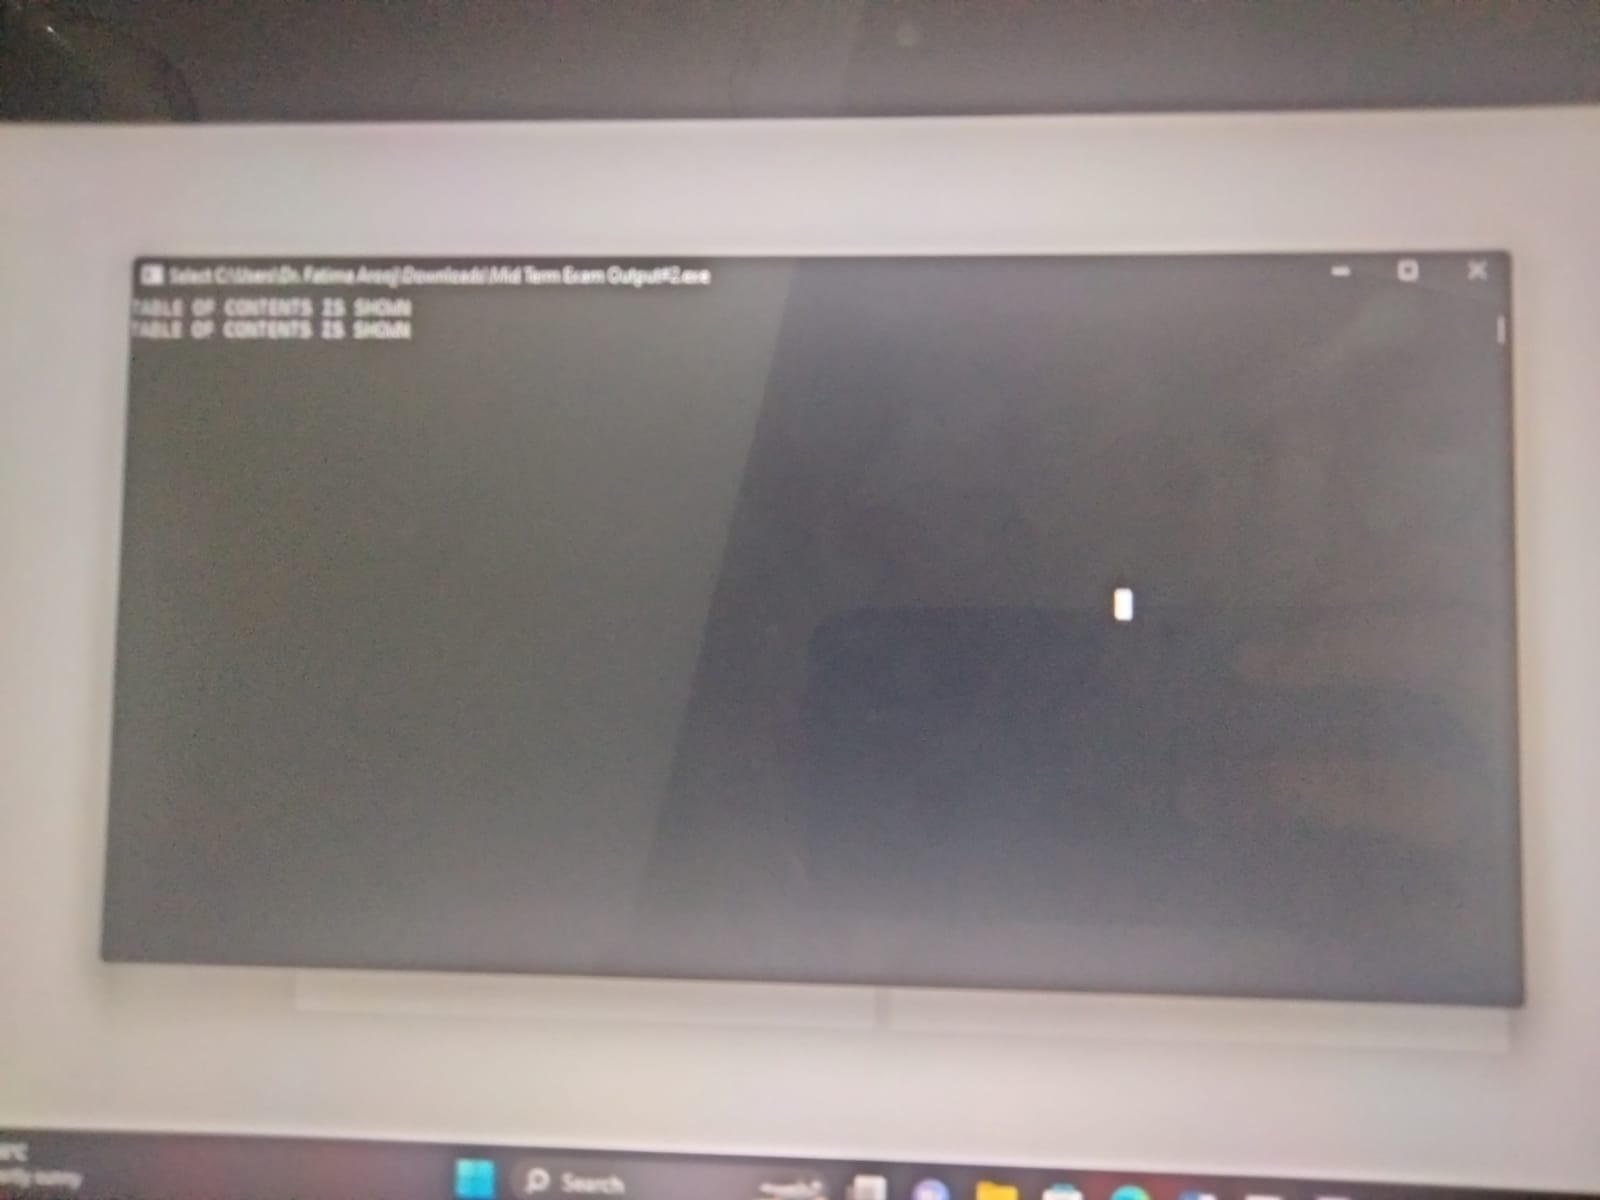 Select C:\Users\Dr. Fatima Arooj\Downloads\Mid Term Exam Output#2.exe
TABLE OF CONTENTS IS SHOWN
TABLE OF CONTENTS IS SHOWN
Search